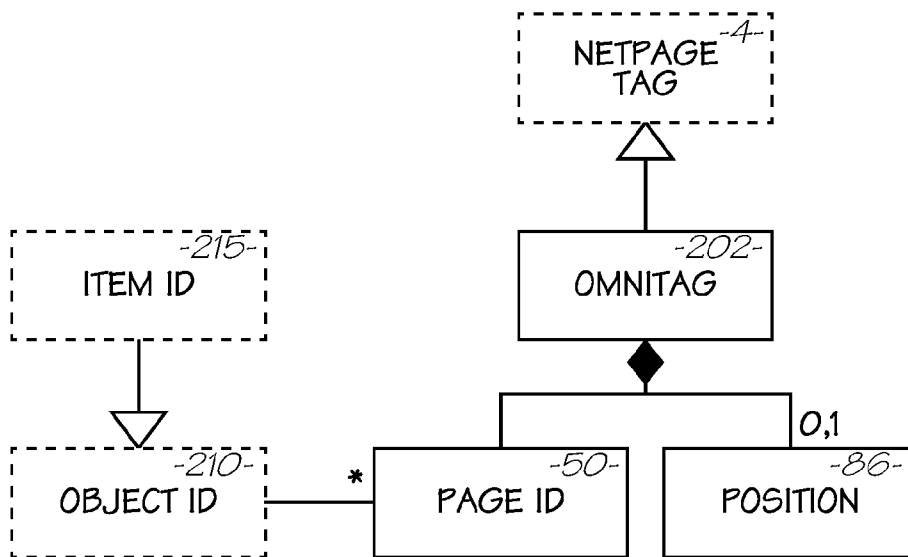 -4-
NETPAGE
TAG
-215-
ITEM ID
-202-
OMNITAG
0,1
-210-
OBJECT ID
*
-50-
PAGE ID
-86-
POSITION